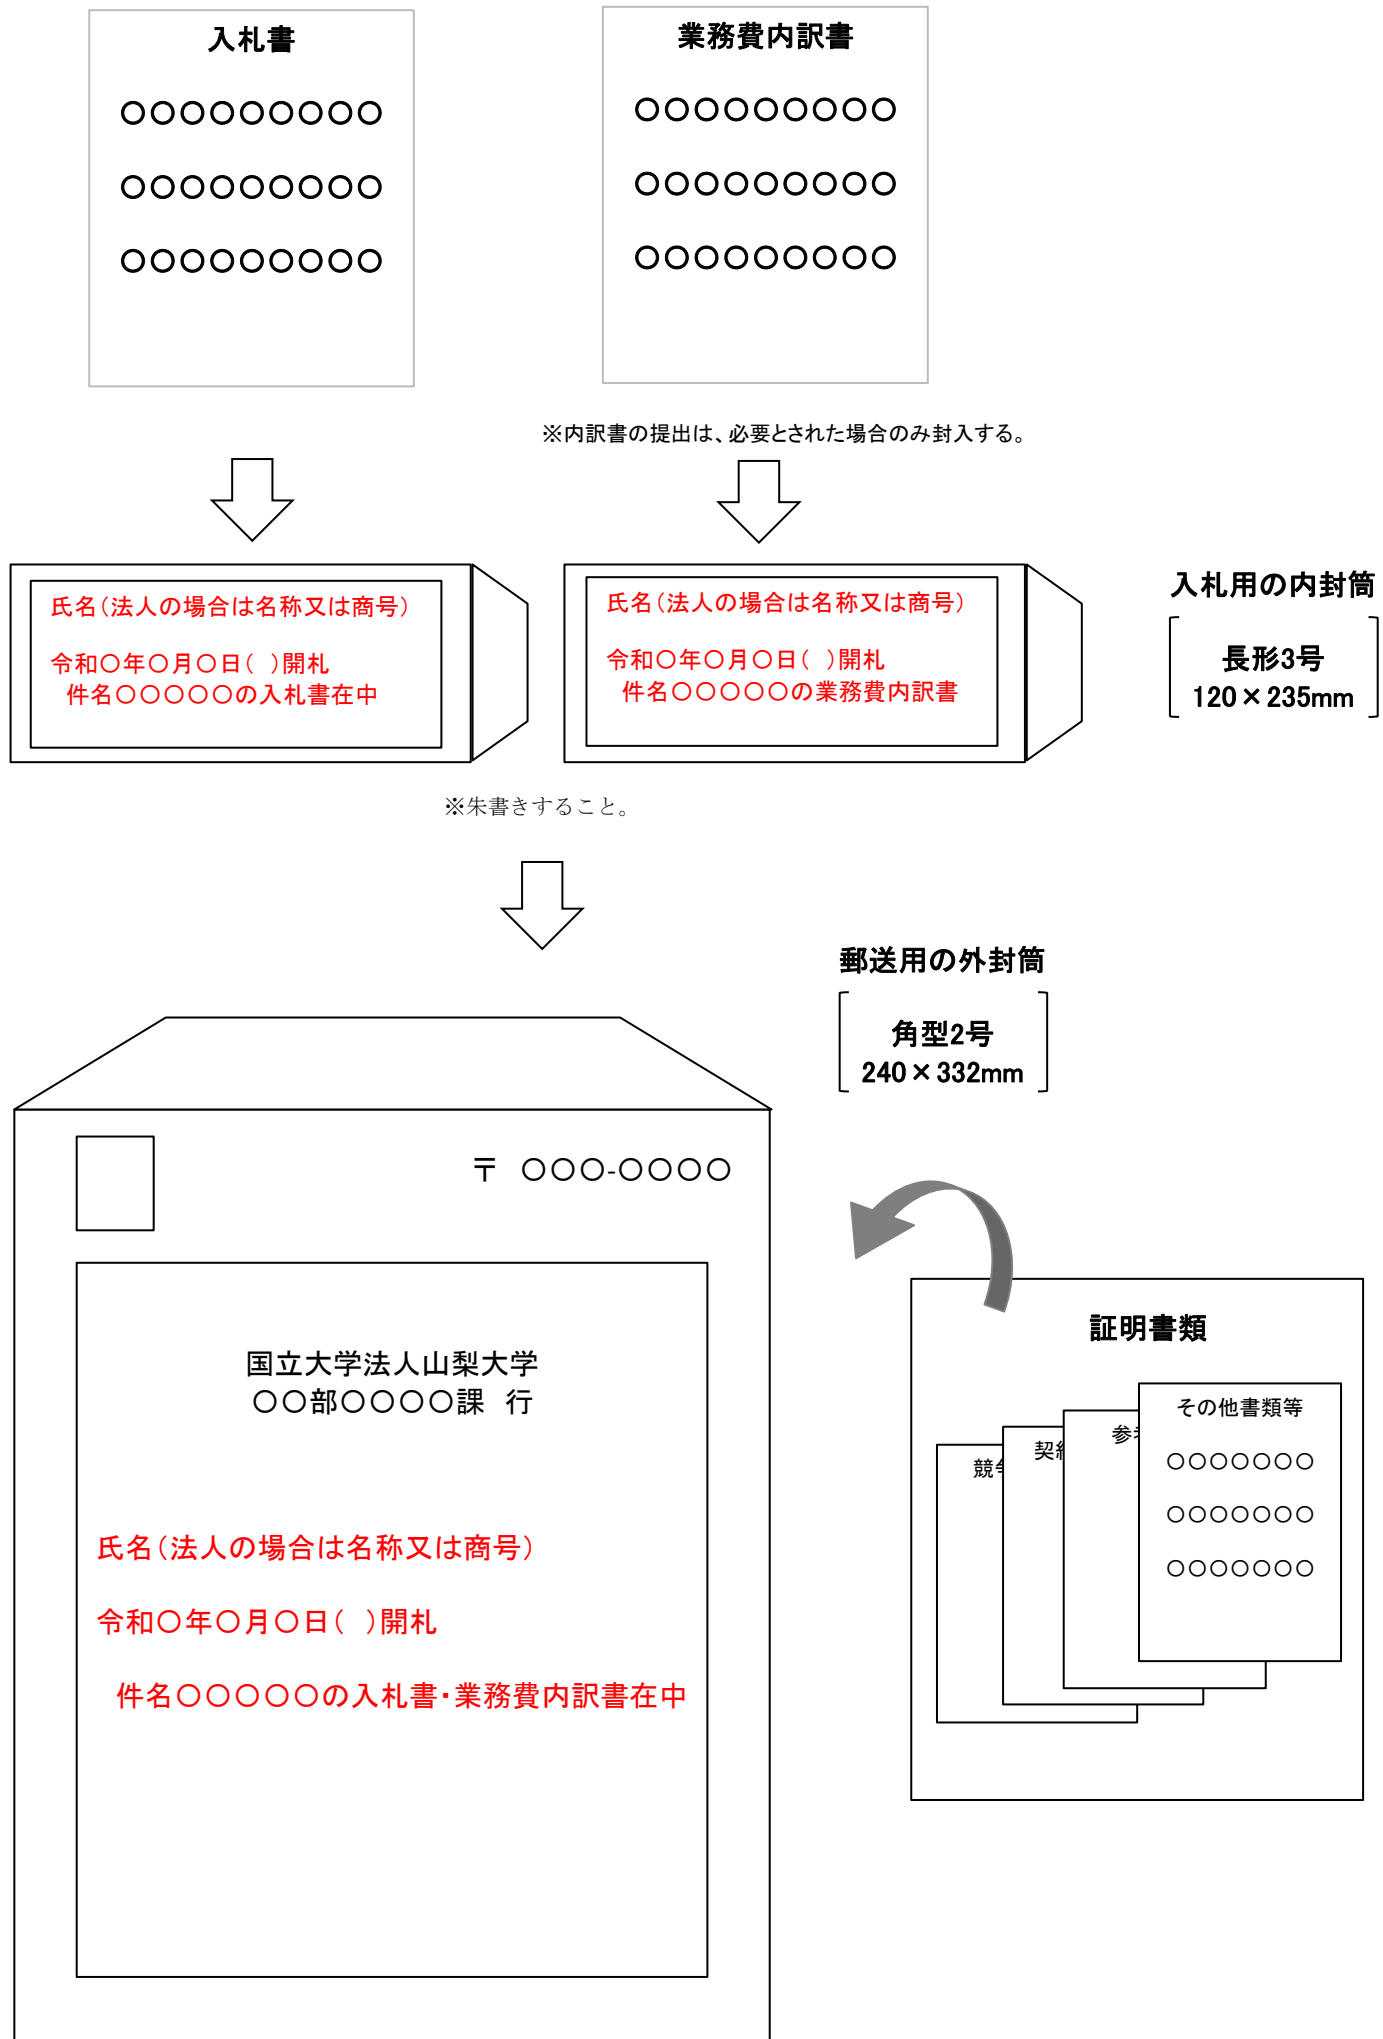 入札書
〇〇〇〇〇〇〇〇〇
〇〇〇〇〇〇〇〇〇
〇〇〇〇〇〇〇〇〇
業務費内訳書
〇〇〇〇〇〇〇〇〇
〇〇〇〇〇〇〇〇〇
〇〇〇〇〇〇〇〇〇
※内訳書の提出は、必要とされた場合のみ封入する。
氏名（法人の場合は名称又は商号）
令和〇年〇月〇日（　）開札
件名〇〇〇〇〇の入札書在中
氏名（法人の場合は名称又は商号）
令和〇年〇月〇日（　）開札
件名〇〇〇〇〇の業務費内訳書
入札用の内封筒
長形3号
120×235mm
※朱書きすること。
郵送用の外封筒
角型2号
240×332mm
〒　〇〇〇-〇〇〇〇
国立大学法人山梨大学
〇〇部〇〇〇〇課　行
氏名（法人の場合は名称又は商号）
令和〇年〇月〇日（　）開札
件名〇〇〇〇〇の入札書・業務費内訳書在中
証明書類
その他書類等
〇〇〇〇〇〇〇
〇〇〇〇〇〇〇
〇〇〇〇〇〇〇
参
契
競